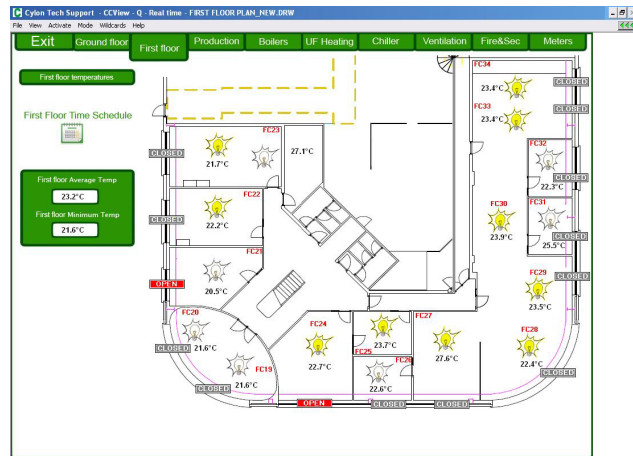 Cylon Tech Support - CCView - Q - Real time - FIRST FLOOR PLAN_NEW.DRW
File View Activate Mode Wildcards Help
Exit Ground floor First floor Production Boilers UF Heating Chiller Ventilation Fire&Sec Meters
First floor temperatures
First Floor Time Schedule
First floor Average Temp
23.2°C
First floor Minimum Temp
21.6°C
FC34
23.4°C
CLOSED
FC33
23.4°C
CLOSED
FC23
21.7°C
27.1°C
CLOSED
FC32
22.3°C
CLOSED
FC22
22.2°C
CLOSED
FC30
23.9°C
FC31
25.5°C
CLOSED
FC21
20.5°C
OPEN
FC29
23.5°C
CLOSED
FC20
21.6°C
CLOSED
FC19
21.6°C
CLOSED
FC24
22.7°C
OPEN
23.7°C
FC25
FC26
22.6°C
CLOSED
FC27
27.6°C
CLOSED
FC28
22.4°C
CLOSED